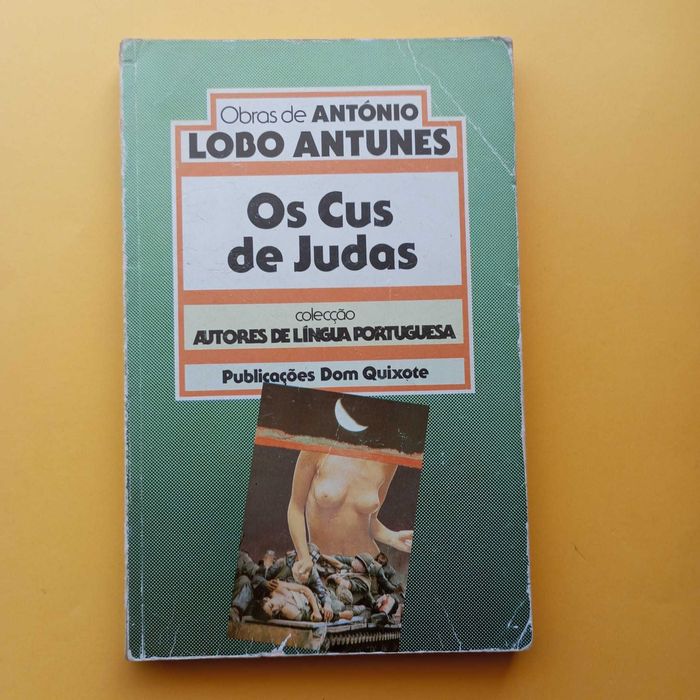 Obras de ANTÓNIO
LOBO ANTUNES
Os Cus
de Judas
colecção
AUTORES DE LÍNGUA PORTUGUESA
Publicações Dom Quixote